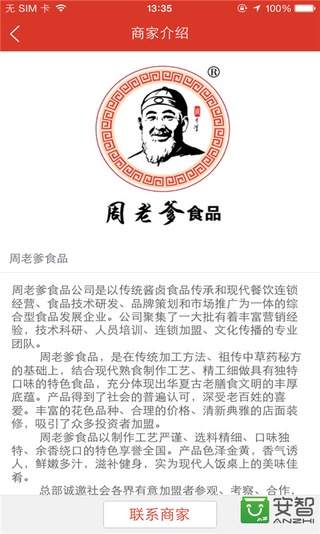 无 SIM 卡 13:35 100%
商家介绍
®
周老爹食品
周老爹食品
周老爹食品公司是以传统酱卤食品传承和现代餐饮连锁
经营、食品技术研发、品牌策划和市场推广为一体的综
合型食品发展企业。公司聚集了一大批有着丰富营销经
验，技术科研、人员培训、连锁加盟、文化传播的专业
团队。
周老爹食品，是在传统加工方法、祖传中草药秘方
的基础上，结合现代熟食制作工艺、精工细做具有独特
口味的特色食品，充分体现出华夏古老膳食文明的丰厚
底蕴。产品得到了社会的普遍认可，深受老百姓的喜
爱。丰富的花色品种、合理的价格、清新典雅的店面装
修，吸引了众多投资者加盟。
周老爹食品以制作工艺严谨、选料精细、口味独
特、余香绕口的特色享誉全国。产品色泽金黄，香气诱
人，鲜嫩多汁，滋补健身，实为现代人饭桌上的美味佳
肴。
总部诚邀社会各界有意加盟者参观、考察、合作，
联系商家
安智
ANZHI